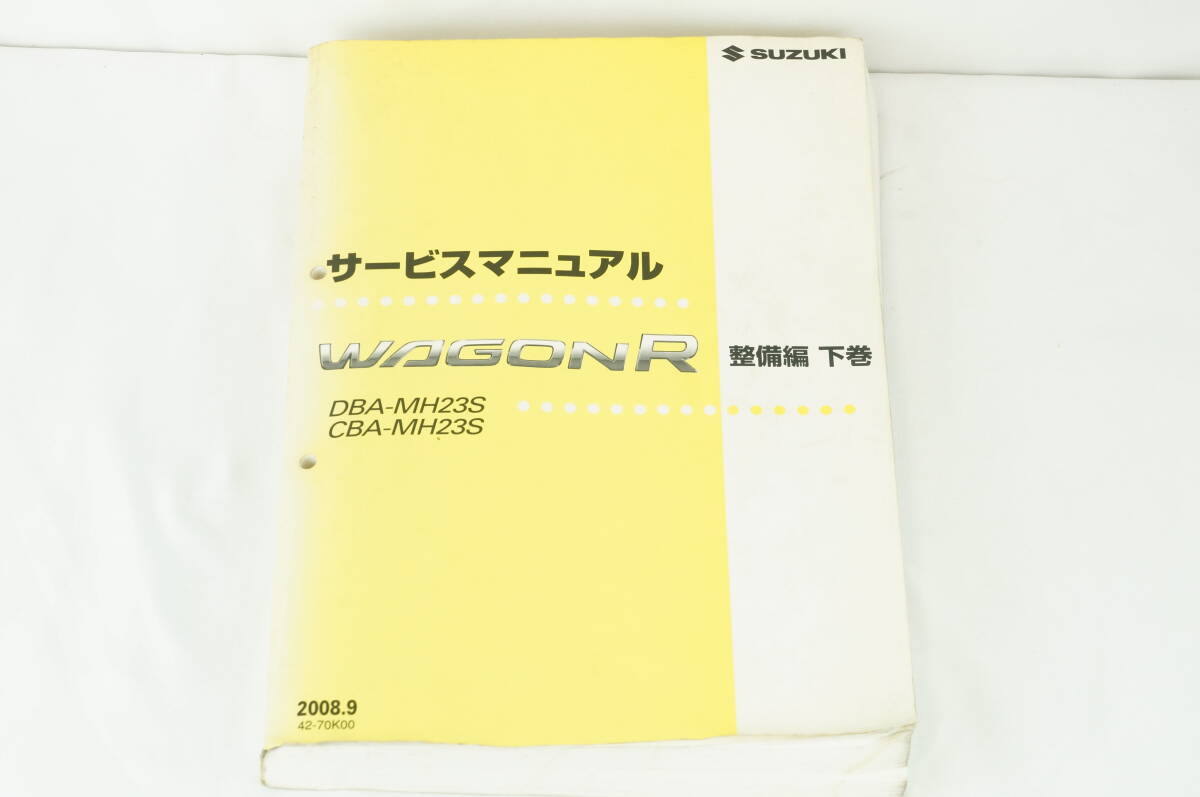 SUZUKI
サービスマニュアル
WAGON R 整備編 下巻
DBA-MH23S
CBA-MH23S
2008.9
42-70K00